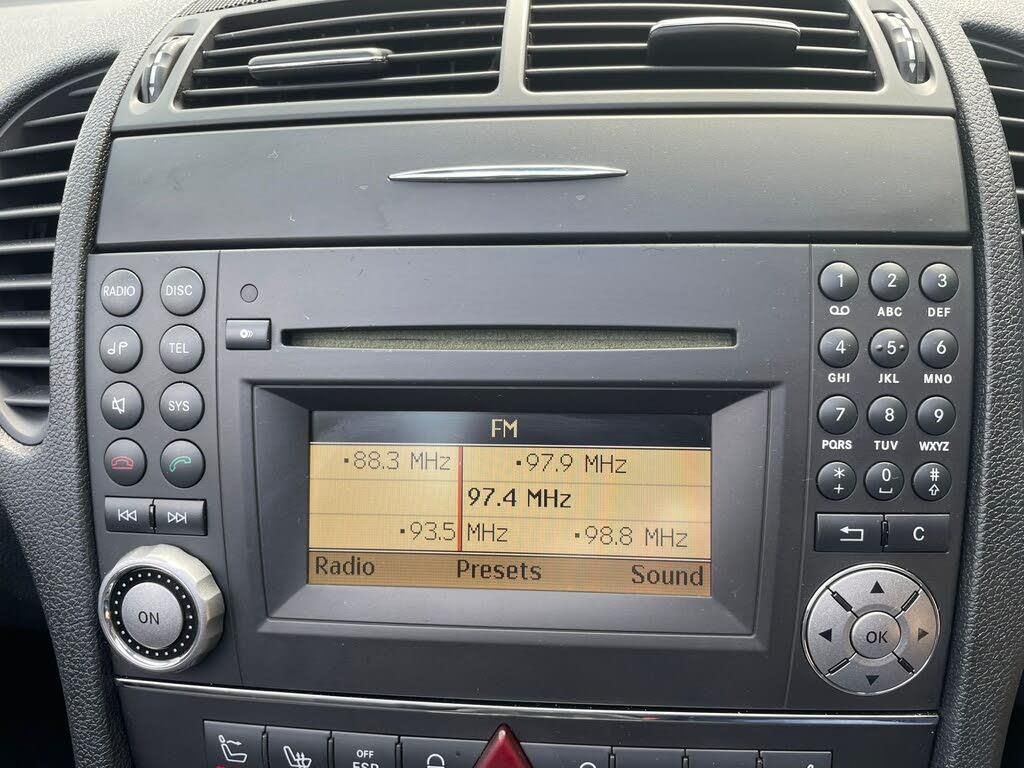 RADIO DISC
TEL
SYS
1 2 3
ABC DEF
4 5 6
GHI JKL MNO
7 8 9
PQRS TUV WXYZ
* 0 #
+
C
FM
88.3 MHz 97.9 MHz
97.4 MHz
93.5 MHz 98.8 MHz
Radio Presets Sound
ON
OK
OFF
ESP